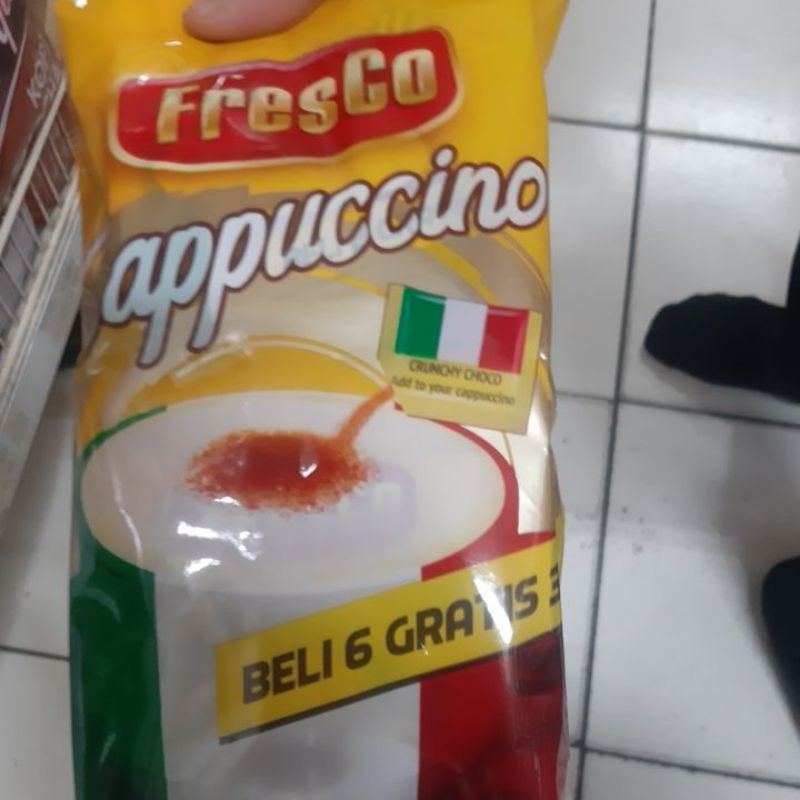 FresCo
appuccino
CRUNCHY CHOCO
Add to your cappuccino
BELI 6 GRATIS 3